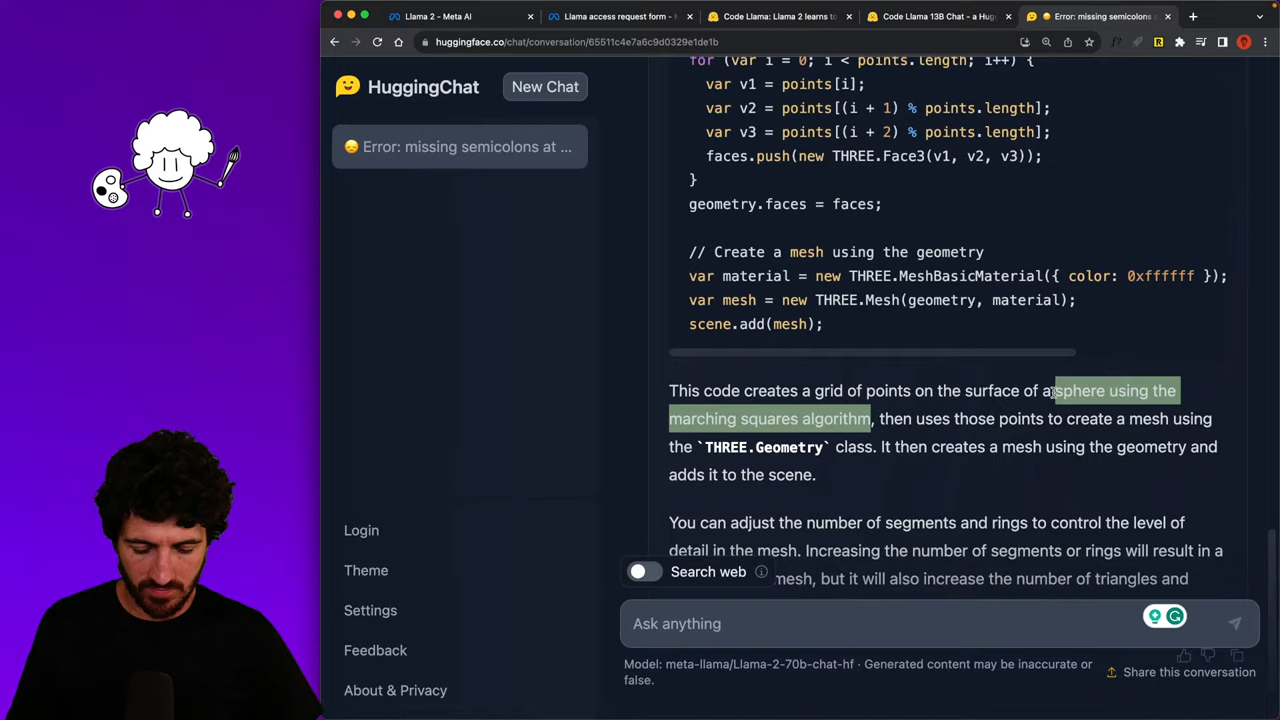 Llama 2 - Meta AI
Llama access request form -
Code Llama: Llama 2 learns to
Code Llama 13B Chat - a Hug
Error: missing semicolons at
huggingface.co/chat/conversation/65511c4e7a6c9d0329e1de1b
HuggingChat
New Chat
Error: missing semicolons at ...
for (var i = 0; i < points.length; i++) {
var v1 = points[i];
var v2 = points[(i + 1) % points.length];
var v3 = points[(i + 2) % points.length];
faces.push(new THREE.Face3(v1, v2, v3));
}
geometry.faces = faces;
// Create a mesh using the geometry
var material = new THREE.MeshBasicMaterial({ color: 0xffffff });
var mesh = new THREE.Mesh(geometry, material);
scene.add(mesh);
This code creates a grid of points on the surface of a sphere using the
marching squares algorithm, then uses those points to create a mesh using
the `THREE.Geometry` class. It then creates a mesh using the geometry and
adds it to the scene.
You can adjust the number of segments and rings to control the level of
detail in the mesh. Increasing the number of segments or rings will result in a
mesh, but it will also increase the number of triangles and
Search web
Ask anything
Model: meta-llama/Llama-2-70b-chat-hf · Generated content may be inaccurate or
false.
Share this conversation
Login
Theme
Settings
Feedback
About & Privacy